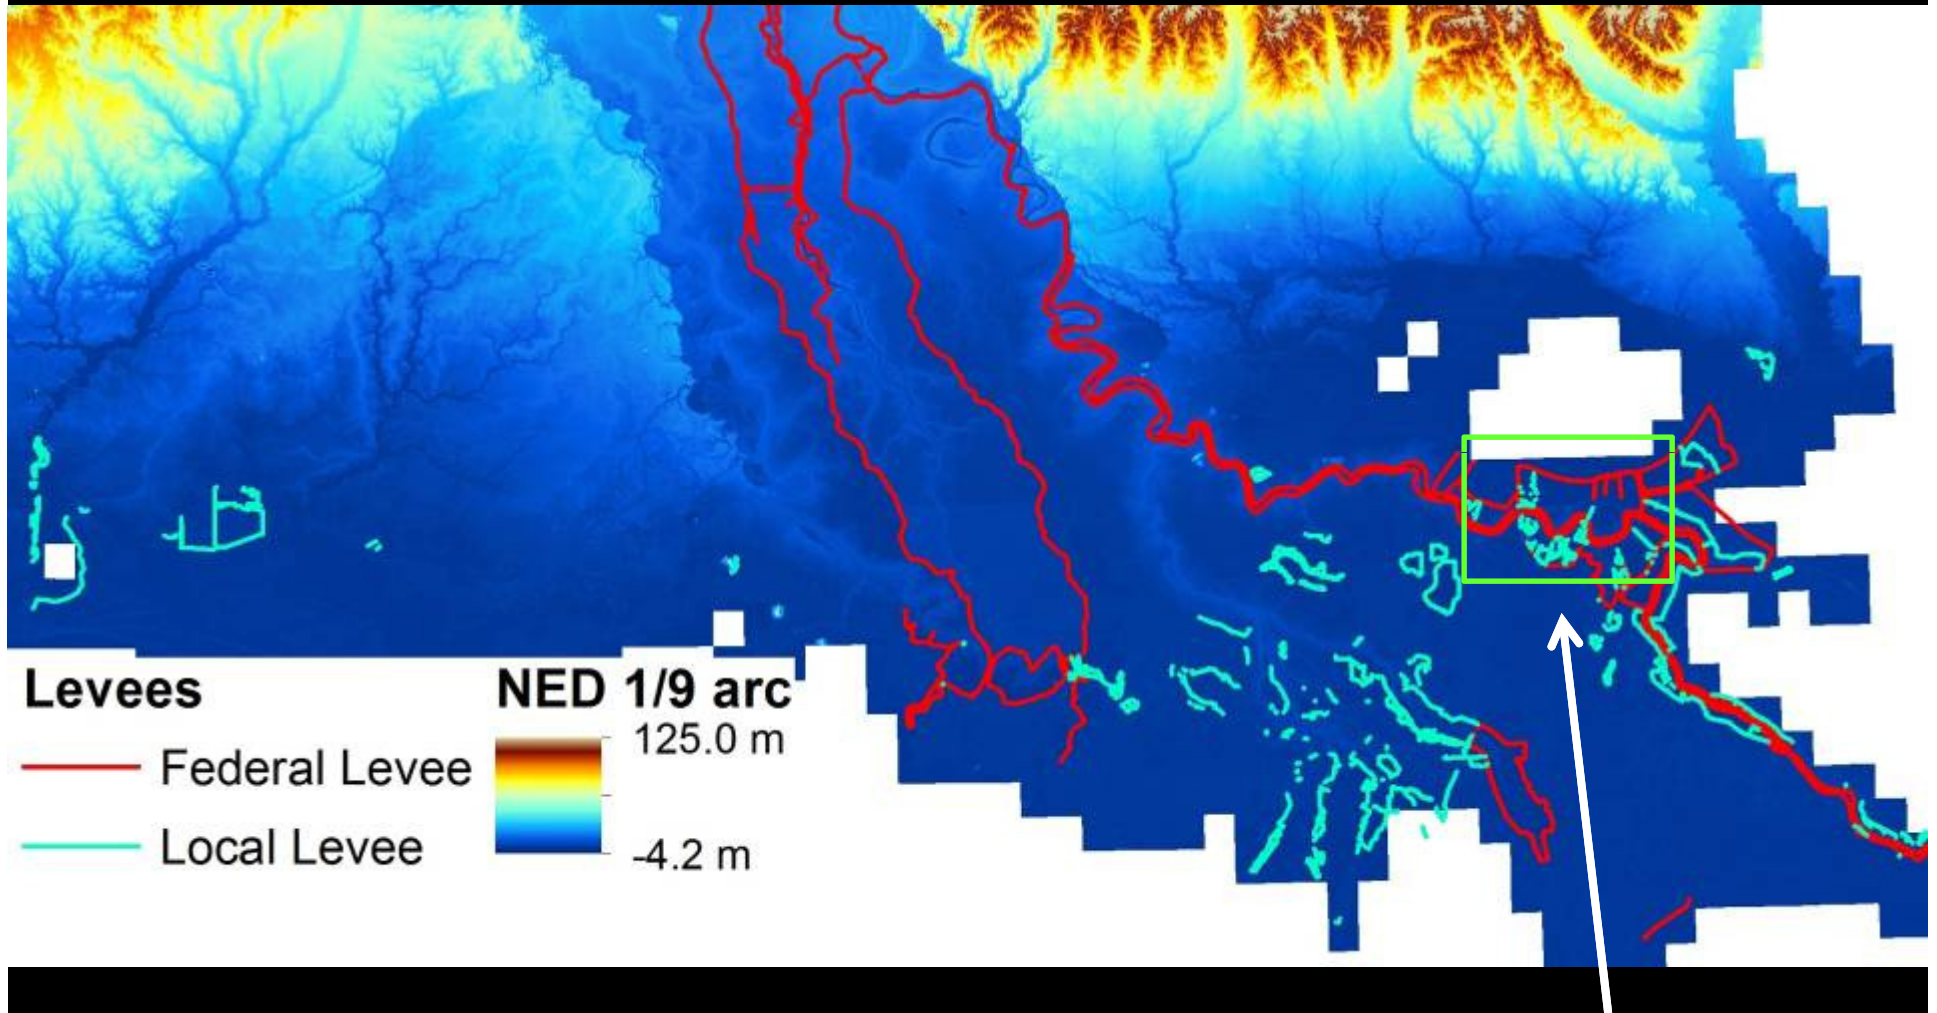 Levees
Federal Levee
Local Levee
NED 1/9 arc
125.0 m
-4.2 m